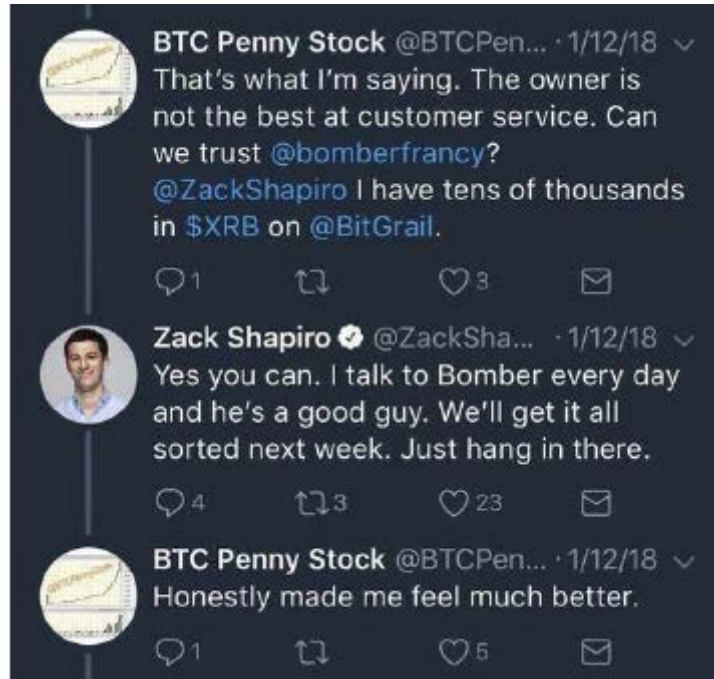 BTC Penny Stock @BTCPen... · 1/12/18
That's what I'm saying. The owner is
not the best at customer service. Can
we trust @bomberfrancy?
@ZackShapiro I have tens of thousands
in $XRB on @BitGrail.
1 3
Zack Shapiro @ZackSha... · 1/12/18
Yes you can. I talk to Bomber every day
and he's a good guy. We'll get it all
sorted next week. Just hang in there.
4 3 23
BTC Penny Stock @BTCPen... · 1/12/18
Honestly made me feel much better.
1 5